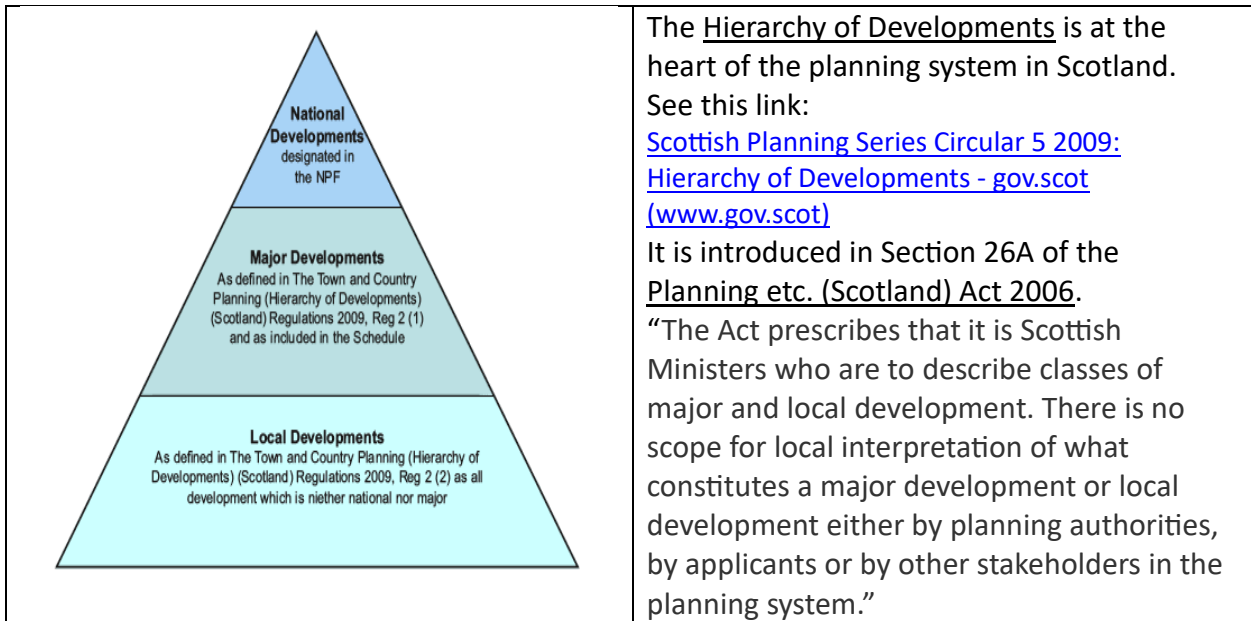 National
Developments
designated in
the NPF
Major Developments
As defined in The Town and Country
Planning (Hierarchy of Developments)
(Scotland) Regulations 2009, Reg 2 (1)
and as included in the Schedule
Local Developments
As defined in The Town and Country Planning (Hierarchy of
Developments) (Scotland) Regulations 2009, Reg 2 (2) as all
development which is niether national nor major
The Hierarchy of Developments is at the
heart of the planning system in Scotland.
See this link:
Scottish Planning Series Circular 5 2009:
Hierarchy of Developments - gov.scot
(www.gov.scot)
It is introduced in Section 26A of the
Planning etc. (Scotland) Act 2006.
“The Act prescribes that it is Scottish
Ministers who are to describe classes of
major and local development. There is no
scope for local interpretation of what
constitutes a major development or local
development either by planning authorities,
by applicants or by other stakeholders in the
planning system.”